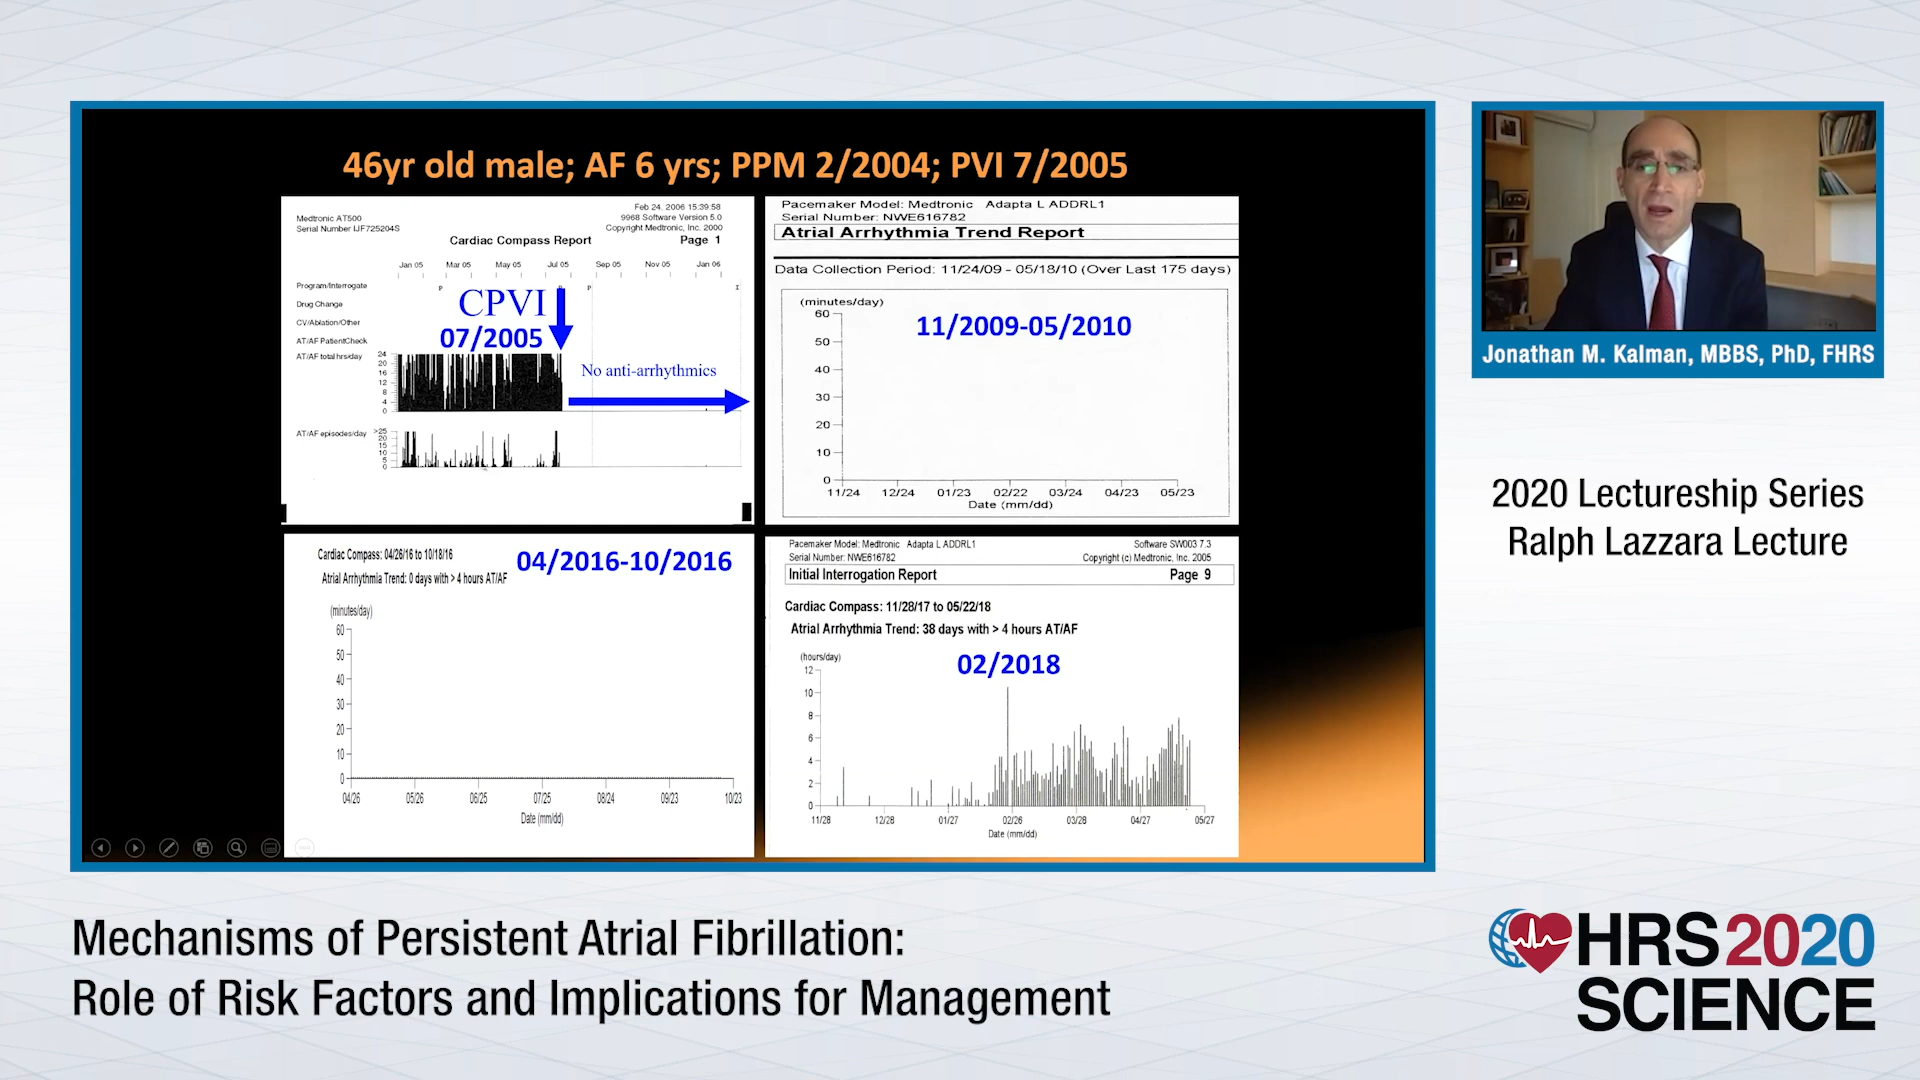 46yr old male; AF 6 yrs; PPM 2/2004; PVI 7/2005
Medtronic AT500
Serial Number IJF725204S
Feb 24, 2006 15:39.58
9968 Software Version 5.0
Copyright Medtronic, Inc. 2000
Cardiac Compass Report
Page 1
Jan 05 Mar 05 May 05 Jul 05 Sep 05 Nov 05 Jan 06
Program/Interrogate
P P P I
Drug Change
CV/Ablation/Other
AT/AF PatientCheck
CPVI
07/2005
AT/AF total hrs/day
24
20
16
12
8
4
0
No anti-arrhythmics
AT/AF episodes/day
>25
20
15
10
5
0
Pacemaker Model: Medtronic Adapta L ADDRL1
Serial Number: NWE616782
Atrial Arrhythmia Trend Report
Data Collection Period: 11/24/09 - 05/18/10 (Over Last 175 days)
(minutes/day)
11/2009-05/2010
60
50
40
30
20
10
0
11/24 12/24 01/23 02/22 03/24 04/23 05/23
Date (mm/dd)
Cardiac Compass: 04/26/16 to 10/18/16
04/2016-10/2016
Atrial Arrhythmia Trend: 0 days with > 4 hours AT/AF
(minutes/day)
60
50
40
30
20
10
0
04/26 05/26 06/25 07/25 08/24 09/23 10/23
Date (mm/dd)
Pacemaker Model: Medtronic Adapta L ADDRL1
Serial Number: NWE616782
Software SW003 7.3
Copyright (c) Medtronic, Inc. 2005
Initial Interrogation Report
Page 9
Cardiac Compass: 11/28/17 to 05/22/18
Atrial Arrhythmia Trend: 38 days with > 4 hours AT/AF
(hours/day)
02/2018
12
10
8
6
4
2
0
11/28 12/28 01/27 02/26 03/28 04/27 05/27
Date (mm/dd)
Jonathan M. Kalman, MBBS, PhD, FHRS
2020 Lectureship Series
Ralph Lazzara Lecture
Mechanisms of Persistent Atrial Fibrillation:
Role of Risk Factors and Implications for Management
HRS2020
SCIENCE